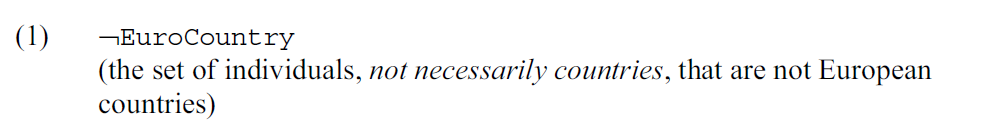 (1) ¬EuroCountry
(the set of individuals, not necessarily countries, that are not European
countries)